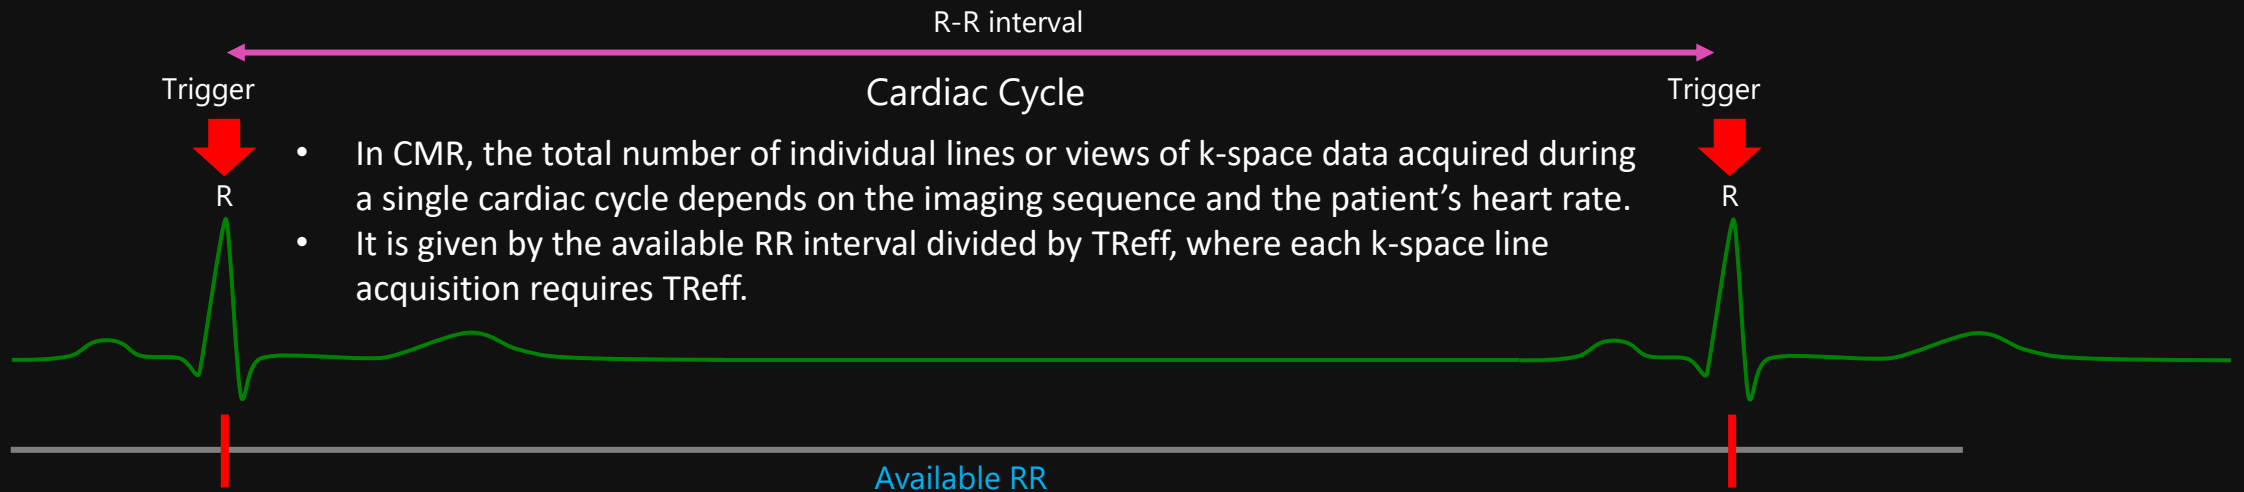 R-R interval
Trigger
Cardiac Cycle
Trigger
• In CMR, the total number of individual lines or views of k-space data acquired during
a single cardiac cycle depends on the imaging sequence and the patient’s heart rate.
R
R
• It is given by the available RR interval divided by TReff, where each k-space line
acquisition requires TReff.
Available RR